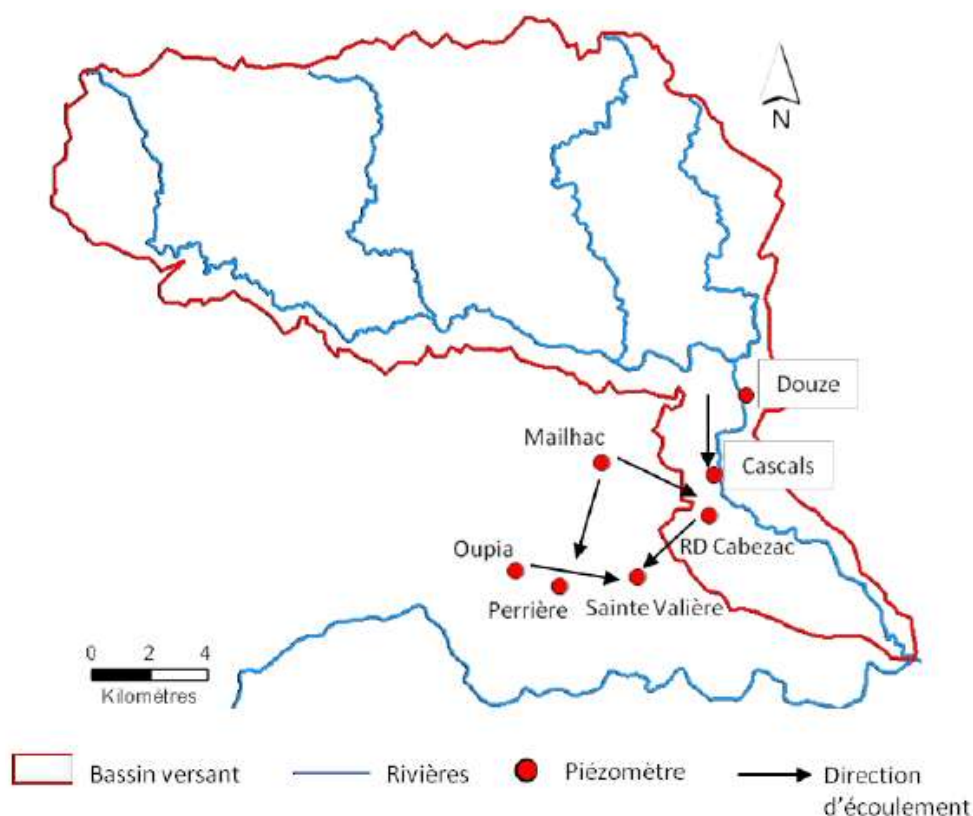 N
Douze
Mailhac
Cascals
Oupia
RD Cabezac
Perrière
Sainte Valière
0 2 4
Kilomètres
Bassin versant
Rivières
Piézomètre
Direction
d'écoulement